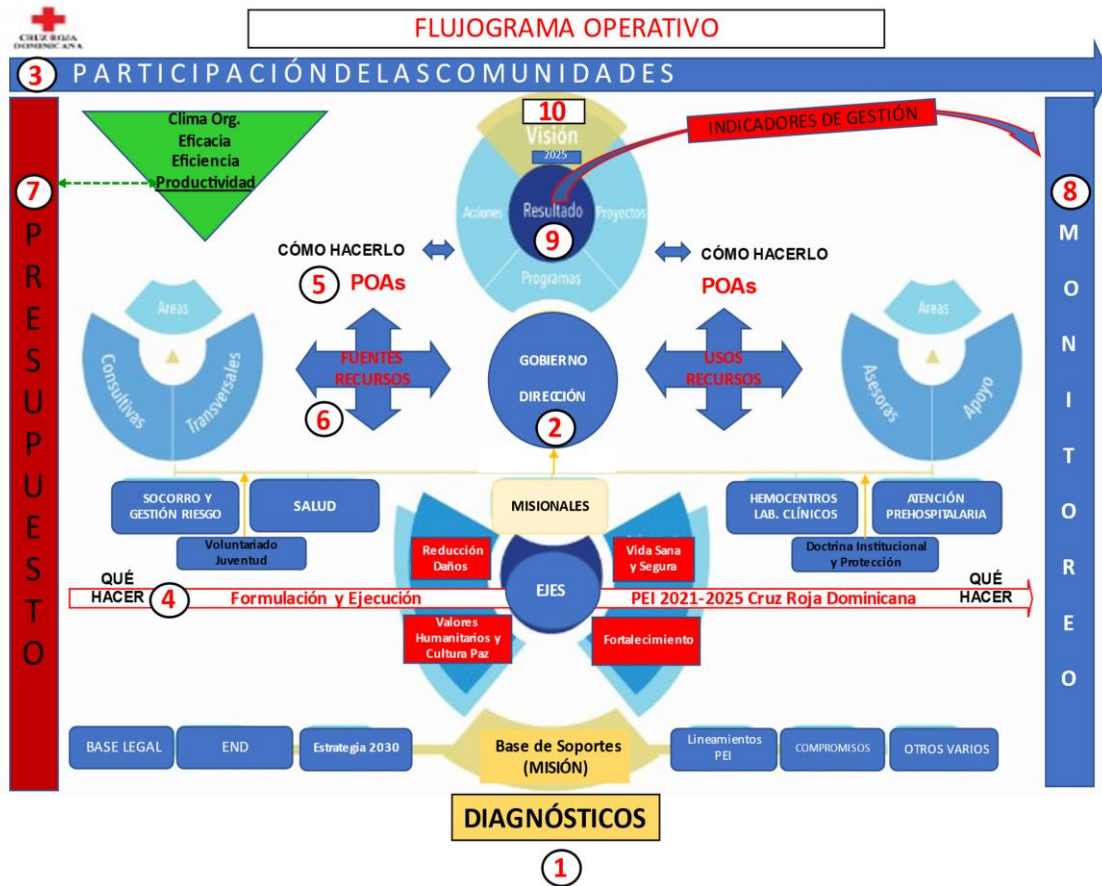 CRUZ ROJA
DOMINICANA
FLUJOGRAMA OPERATIVO
3
PARTICIPACIÓNDELASCOMUNIDADES
7
PRESUPUESTO
Clima Org.
Eficacia
Eficiencia
Productividad
10
Visión
2025
INDICADORES DE GESTIÓN
8
MONITOREO
Acciones
Resultado
Proyectos
9
Programas
CÓMO HACERLO
5
POAs
CÓMO HACERLO
POAs
Areas
Consultivas
Transversales
FUENTES
RECURSOS
6
GOBIERNO
DIRECCIÓN
2
USOS
RECURSOS
Areas
Asesoras
Apoyo
SOCORRO Y
GESTIÓN RIESGO
SALUD
Voluntariado
Juventud
MISIONALES
HEMOCENTROS
LAB. CLÍNICOS
ATENCIÓN
PREHOSPITALARIA
Doctrina Institucional
y Protección
Reducción
Daños
Vida Sana
y Segura
EJES
QUÉ
HACER
4
Formulación y Ejecución
PEI 2021-2025 Cruz Roja Dominicana
QUÉ
HACER
Valores
Humanitarios y
Cultura Paz
Fortalecimiento
BASE LEGAL
END
Estrategia 2030
Base de Soportes
(MISIÓN)
Lineamientos
PEI
COMPROMISOS
OTROS VARIOS
DIAGNÓSTICOS
1